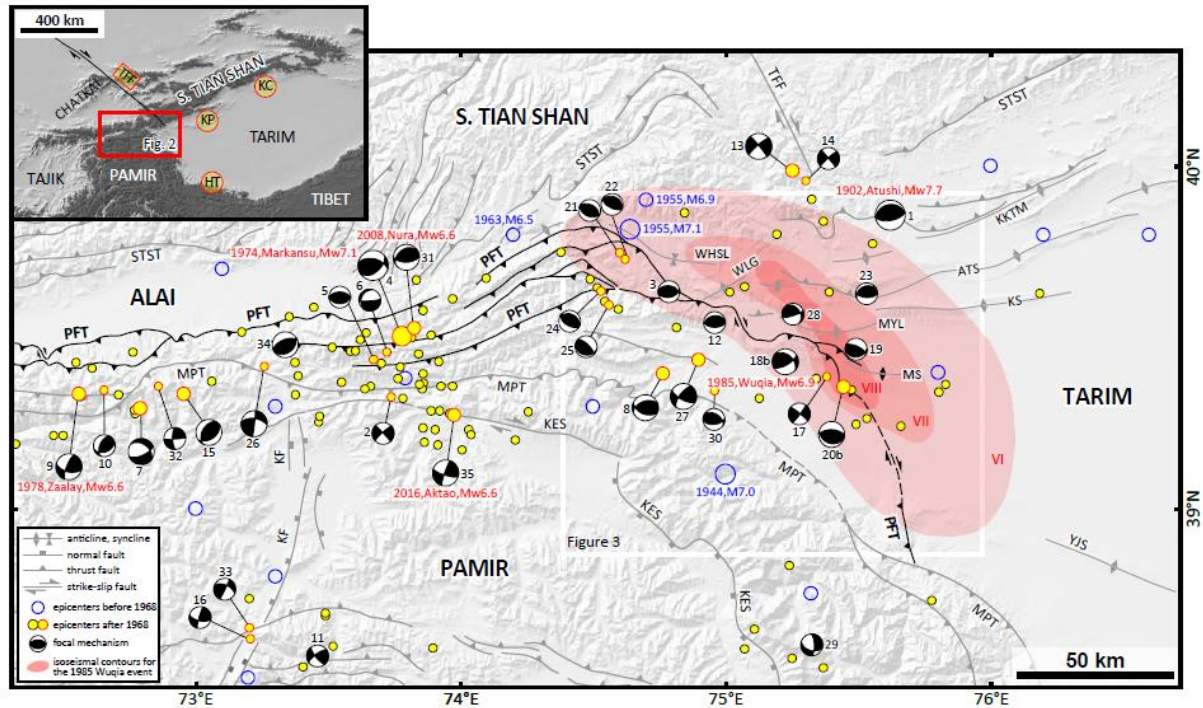 400 km
CHATKAL
TFF
S. TIAN SHAN
KC
KP
TARIM
Fig. 2
TAJIK
PAMIR
HT
TIBET
TFF
STST
S. TIAN SHAN
13
14
40°N
1902,Atushi,Mw7.7
1
STST
22
21
1955,M6.9
1963,M6.5
1955,M7.1
KKTM
2008,Nura,Mw6.6
1974,Markansu,Mw7.1
31
PFT
WHSL
WLG
ATS
STST
4
6
5
23
3
KS
ALAI
PFT
PFT
28
MYL
PFT
34
24
12
25
19
18b
MPT
MS
1985,Wuqia,Mw6.9
VIII
TARIM
MPT
8
27
VII
KES
30
17
20b
9
10
7
32
15
26
2
KF
VI
35
1978,Zaalay,Mw6.6
2016,Aktao,Mw6.6
MPT
1944,M7.0
KES
39°N
PFT
KF
Figure 3
YJS
PAMIR
anticline, syncline
normal fault
thrust fault
strike-slip fault
epicenters before 1968
epicenters after 1968
focal mechanism
isoseismal contours for
the 1985 Wuqia event
33
16
11
KES
MPT
29
50 km
73°E
74°E
75°E
76°E